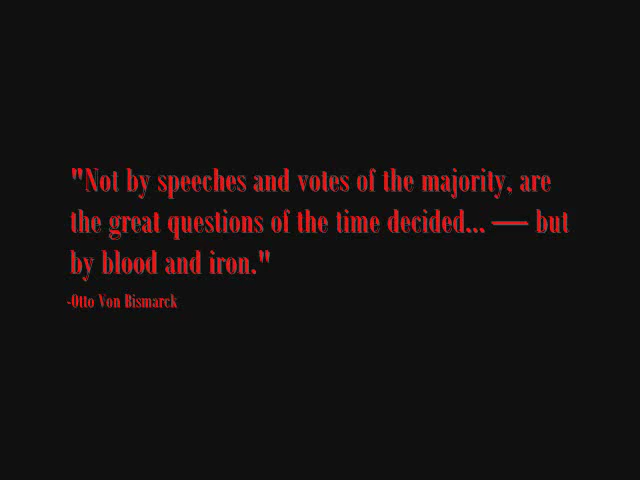 "Not by speeches and votes of the majority, are
the great questions of the time decided... — but
by blood and iron."
-Otto Von Bismarck